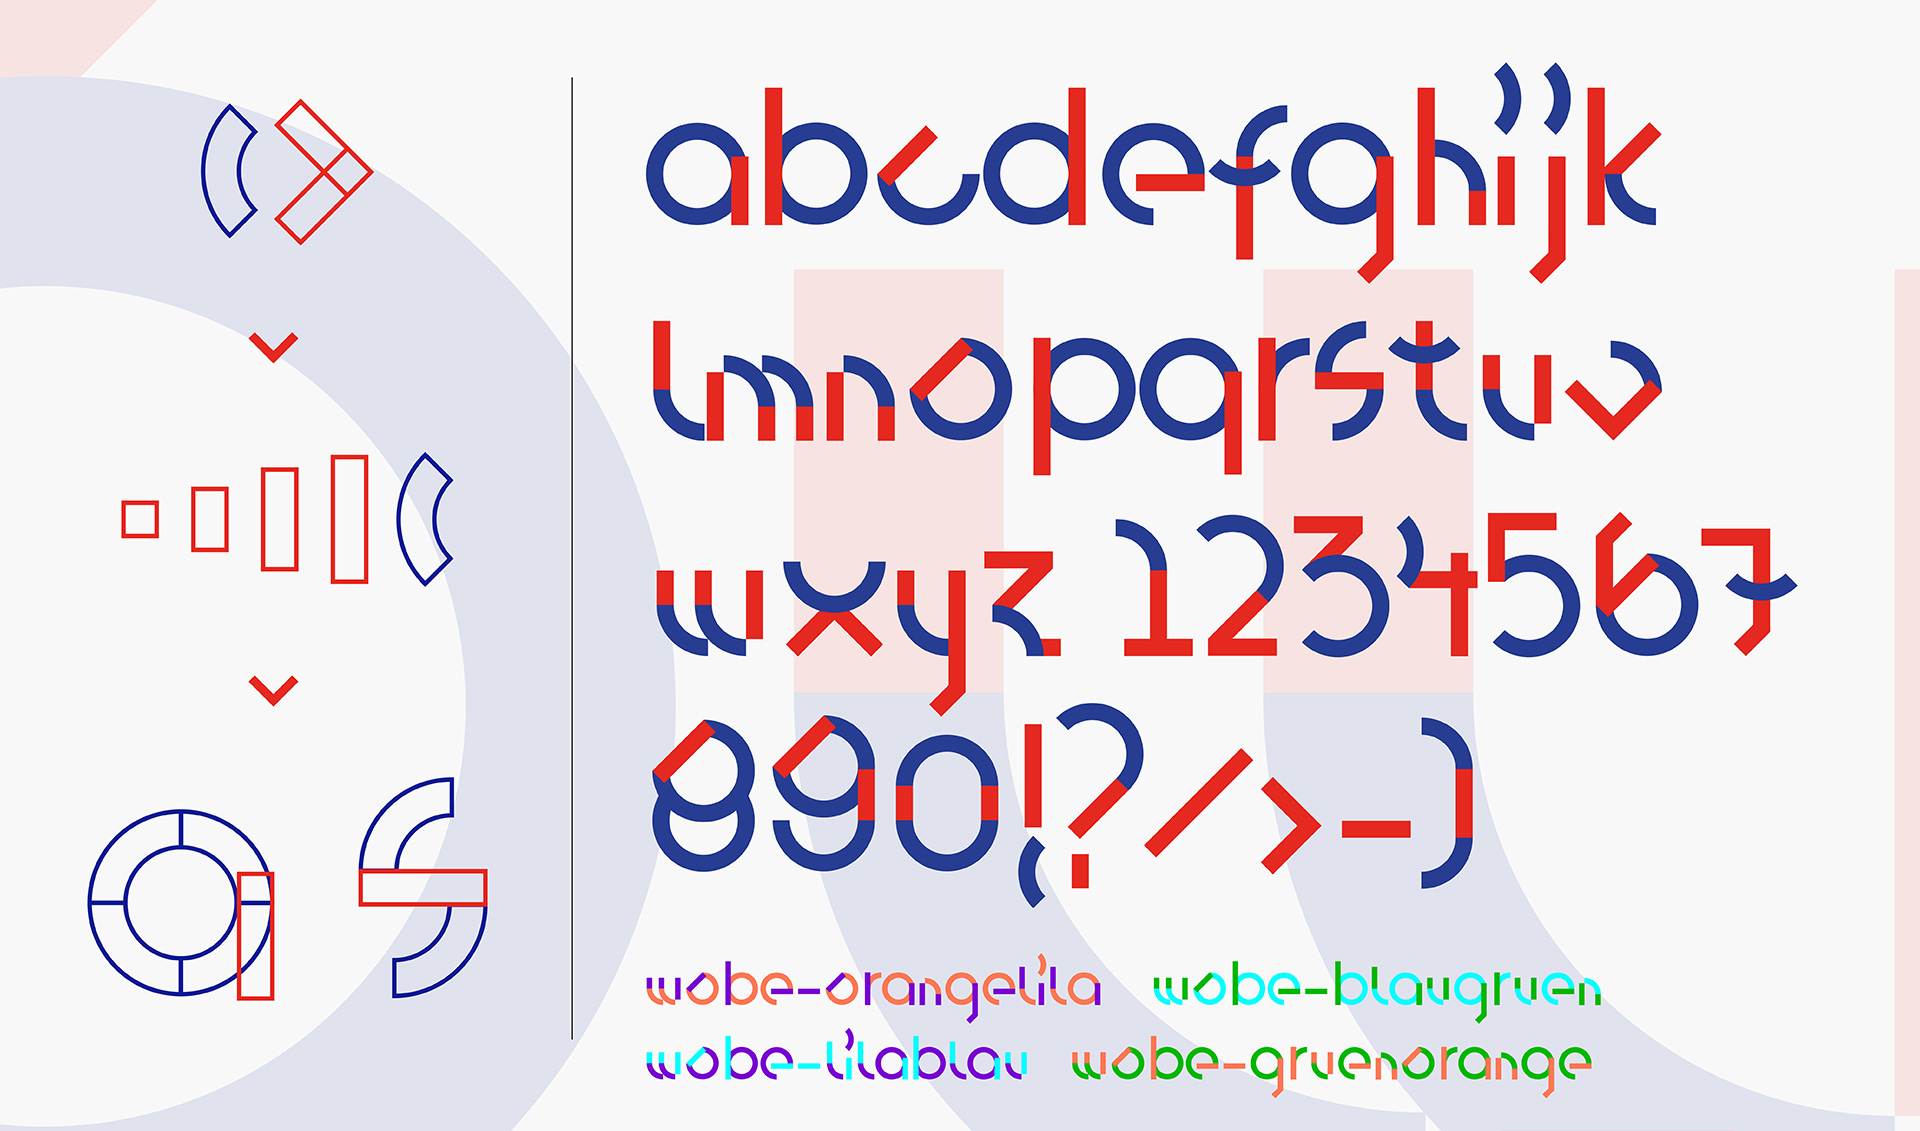 a s
abcdefghijk
lmnopqrstuv
wxyz 1234567
890!?/>-)
wobe-orangelila wobe-blaugruen
wobe-lilablau wobe-gruenorange